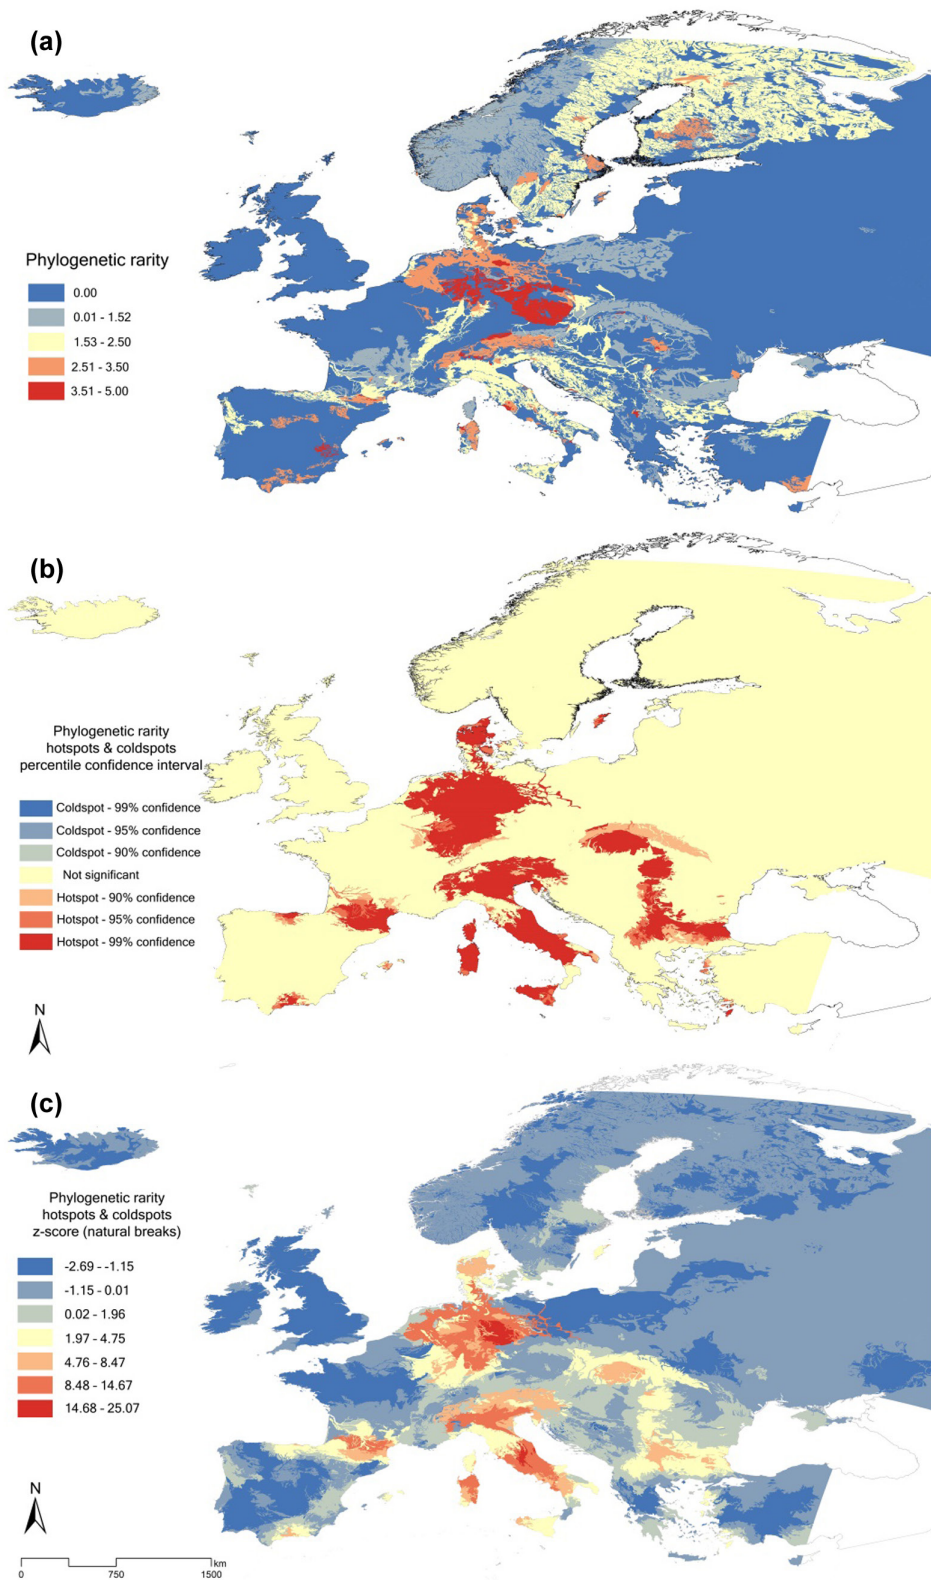 (a)
Phylogenetic rarity
0.00
0.01 - 1.52
1.53 - 2.50
2.51 - 3.50
3.51 - 5.00
(b)
Phylogenetic rarity
hotspots & coldspots
percentile confidence interval
Coldspot - 99% confidence
Coldspot - 95% confidence
Coldspot - 90% confidence
Not significant
Hotspot - 90% confidence
Hotspot - 95% confidence
Hotspot - 99% confidence
N
(c)
Phylogenetic rarity
hotspots & coldspots
z-score (natural breaks)
-2.69 - -1.15
-1.15 - 0.01
0.02 - 1.96
1.97 - 4.75
4.76 - 8.47
8.48 - 14.67
14.68 - 25.07
N
km
0 750 1500